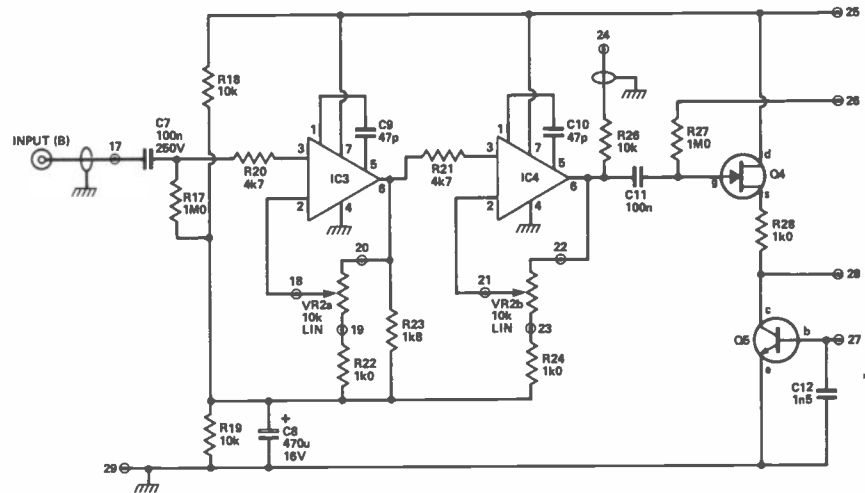 25
24
R18
10k
C7
100n
250V
INPUT (B)
17
R17
1M0
R20
4k7
1
C9
47p
3
7
5
IC3
6
2
4
R21
4k7
1
C10
47p
3
7
5
IC4
6
2
4
R26
10k
R27
1M0
26
C11
100n
d
g
Q4
s
R28
1k0
20
18
VR2a
10k
LIN
19
R22
1k0
R23
1k8
22
21
VR2b
10k
LIN
23
R24
1k0
28
c
Q5
b
27
e
C12
1n5
R19
10k
+
C8
470u
16V
29